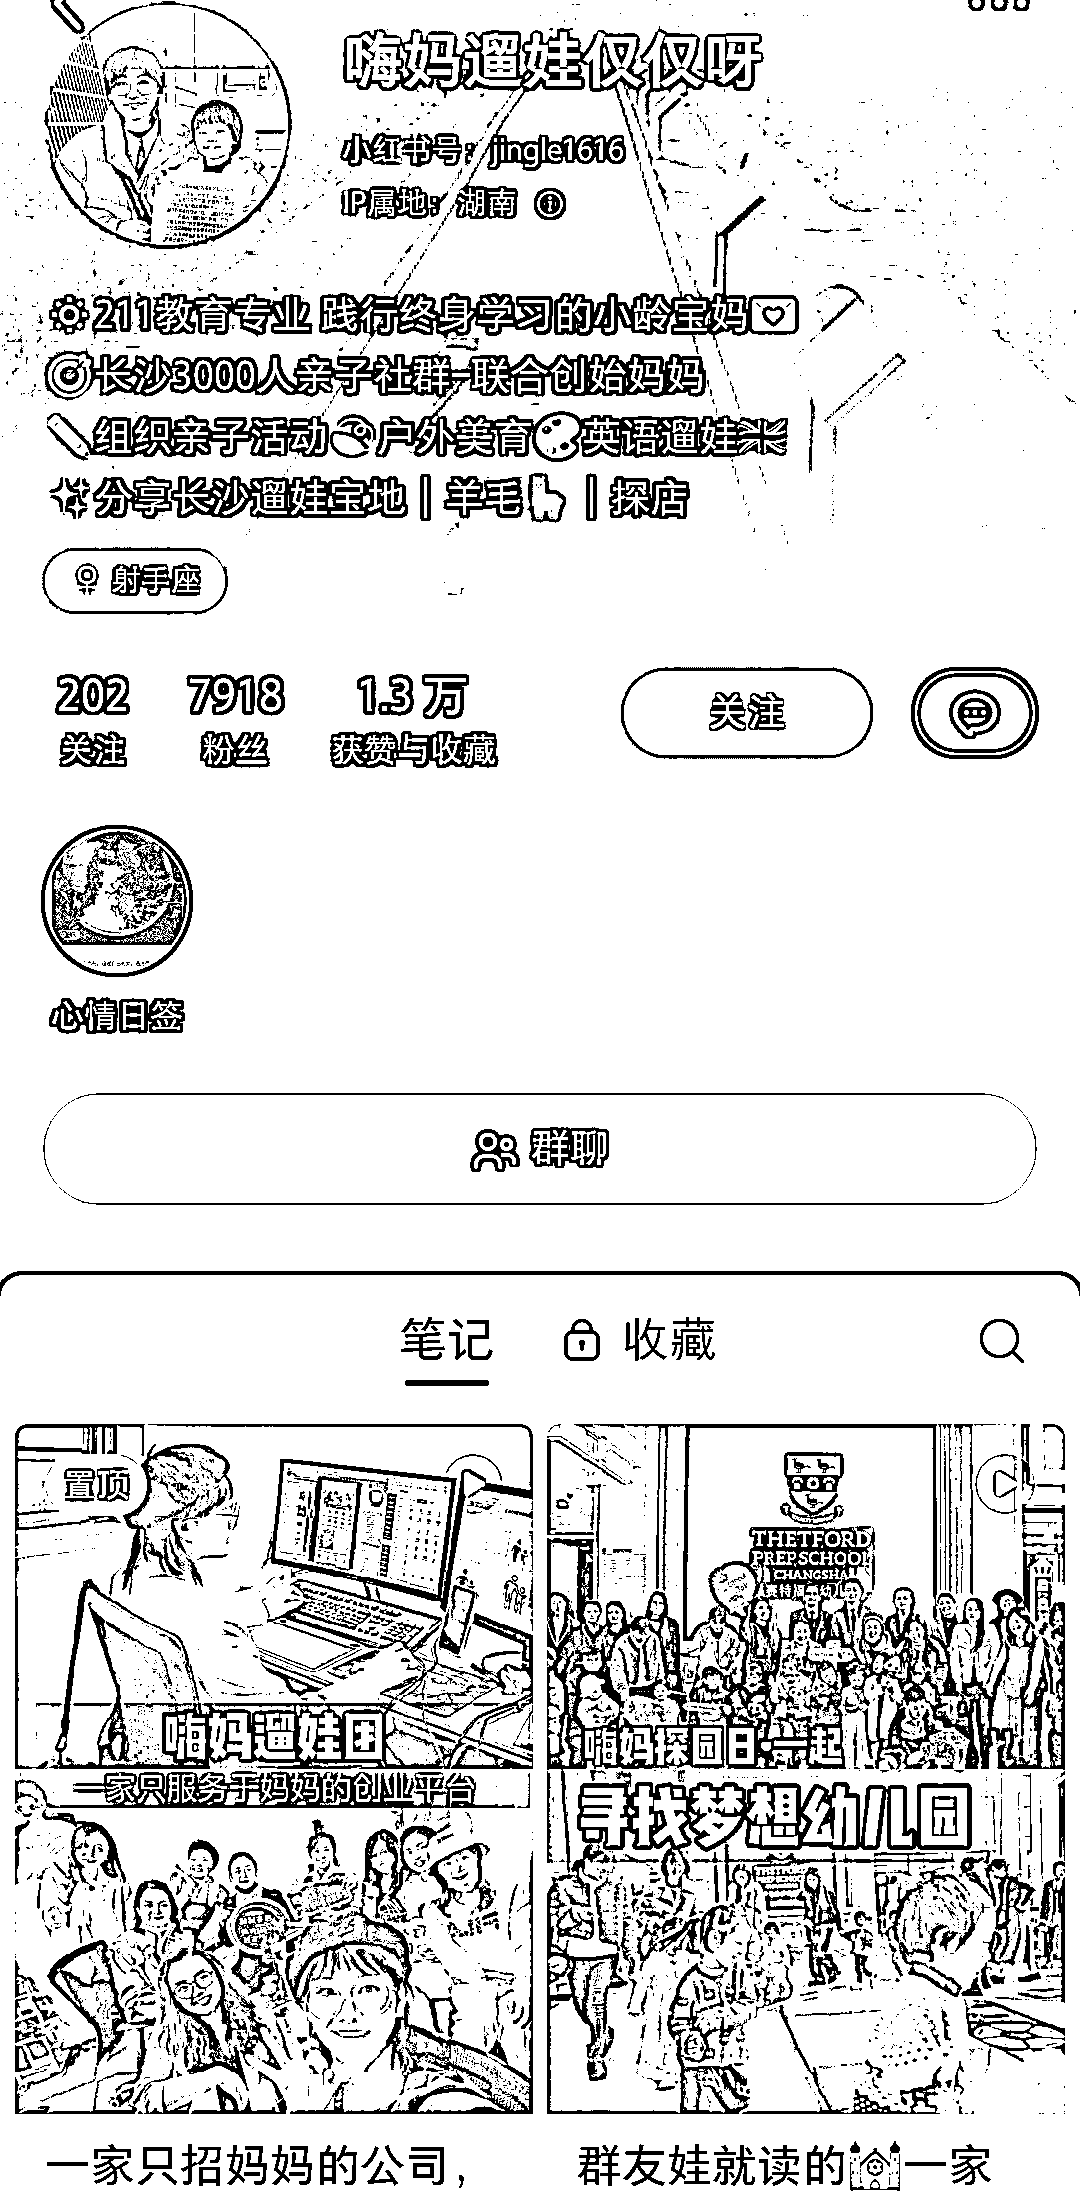 嗨妈遛娃仅仅呀
小红书号：jingle1616
IP属地：湖南
211教育专业 践行终身学习的小龄宝妈
长沙3000人亲子社群-联合创始妈妈
组织亲子活动 户外美育 英语遛娃
分享长沙遛娃宝地｜羊毛｜探店
射手座
202 7918 1.3 万
关注 粉丝 获赞与收藏 关注
心情日签
群聊
笔记 收藏
置顶
嗨妈遛娃团
一家只服务于妈妈的创业平台
THETFORD
PREP.SCHOOL
CHANGSHA
嗨妈探园日·一起
寻找梦想幼儿园
一家只招妈妈的公司，
群友娃就读的 一家